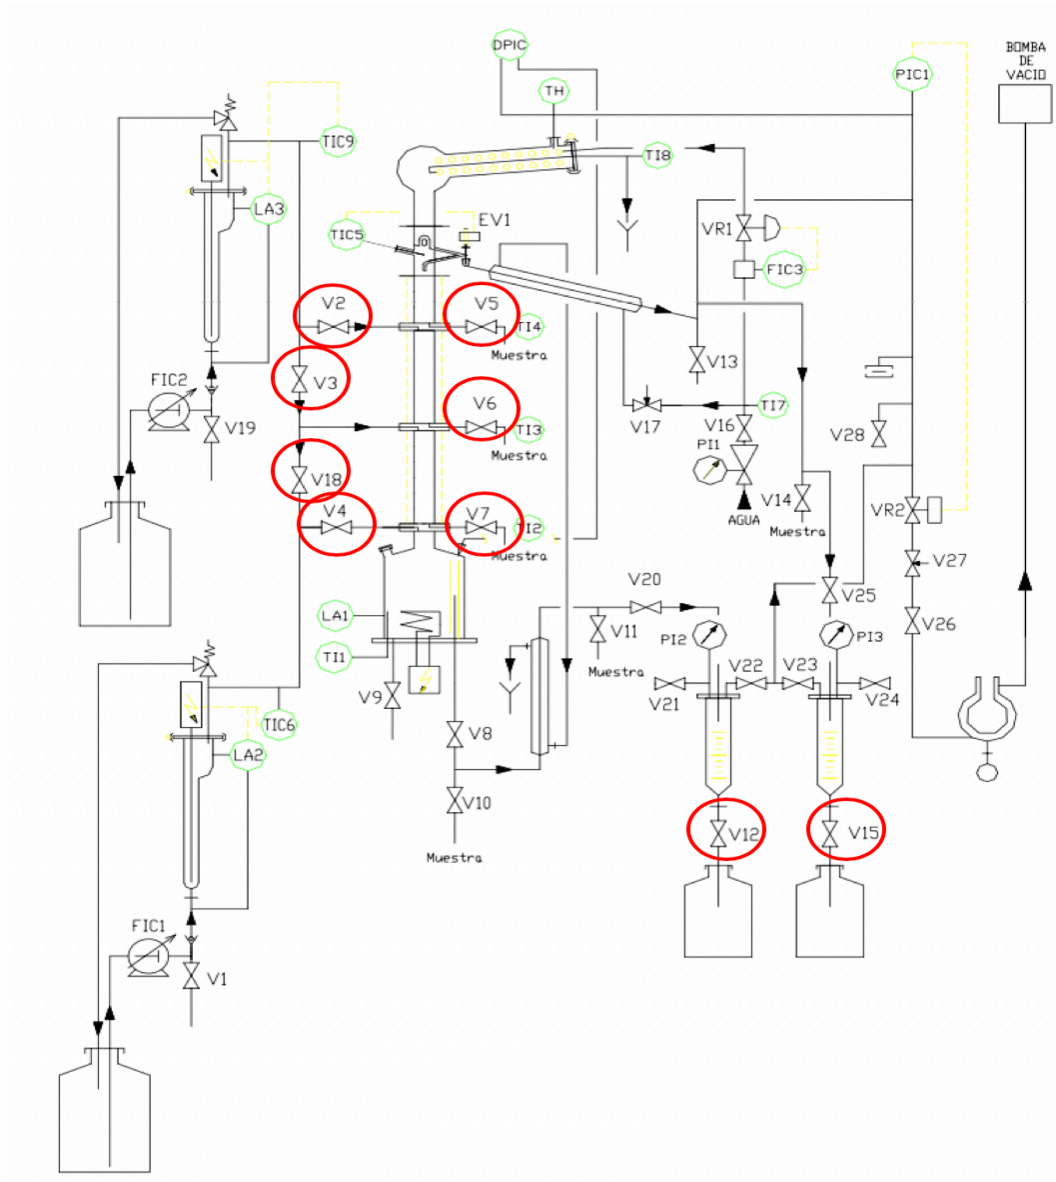 DPIC
BOMBA
DE
VACIO
PIC1
TH
TIC9
TI8
LA3
EV1
VR1
TIC5
FIC3
V2
V5
TI4
Muestra
V13
FIC2
V3
V6
TI7
V19
TI3
V17
V16
V28
Muestra
PI1
V18
V14
VR2
V4
V7
TI2
AGUA
Muestra
Muestra
V27
V20
V25
LA1
V11
PI2
PI3
V26
TI1
Muestra
V22
V23
V9
V21
V24
TIC6
V8
LA2
V10
V12
V15
Muestra
FIC1
V1